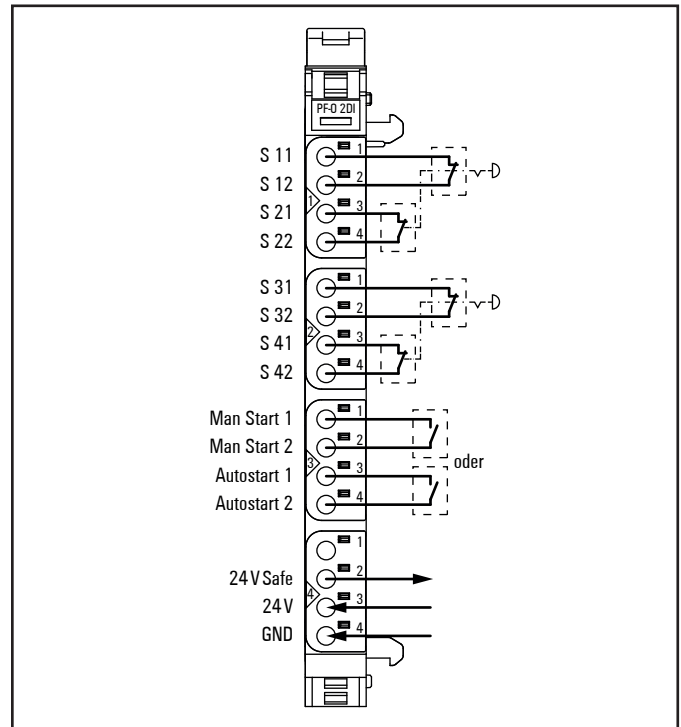 PF-O 2DI
S 11 1
S 12 2
1
S 21 3
S 22 4
S 31 1
S 32 2
2
S 41 3
S 42 4
Man Start 1 1
Man Start 2 2
oder
3
Autostart 1 3
Autostart 2 4
1
24 V Safe 2
4
24 V 3
GND 4